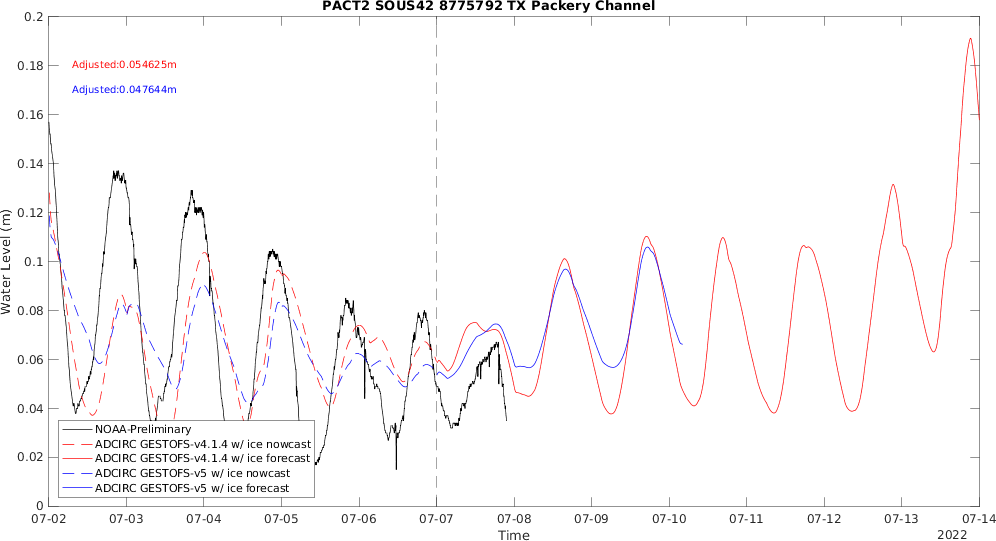 PACT2 SOUS42 8775792 TX Packery Channel
Adjusted:0.054625m
Adjusted:0.047644m
Water Level (m)
0.2
0.18
0.16
0.14
0.12
0.1
0.08
0.06
0.04
0.02
0
NOAA-Preliminary
ADCIRC GESTOFS-v4.1.4 w/ ice nowcast
ADCIRC GESTOFS-v4.1.4 w/ ice forecast
ADCIRC GESTOFS-v5 w/ ice nowcast
ADCIRC GESTOFS-v5 w/ ice forecast
07-02 07-03 07-04 07-05 07-06 07-07 07-08 07-09 07-10 07-11 07-12 07-13 07-14
Time
2022